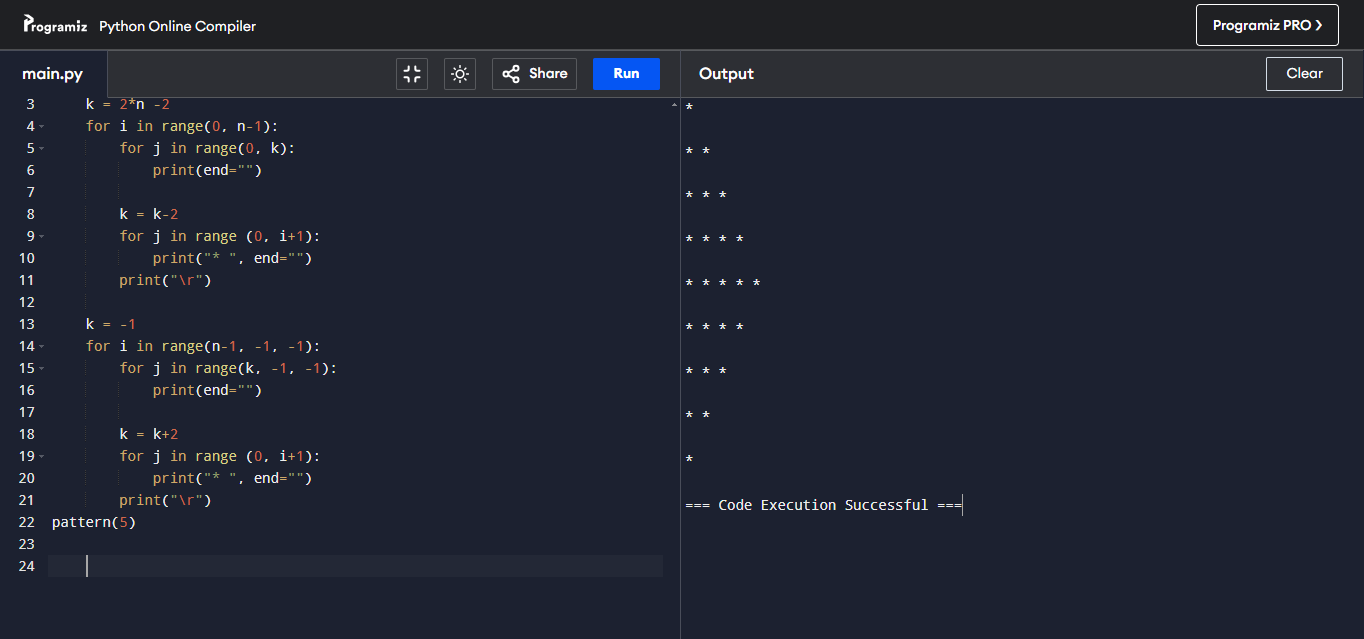 Programiz Python Online Compiler
Programiz PRO ❯
main.py
Share
Run
Output
Clear
3 k = 2*n -2
4 for i in range(0, n-1):
5 for j in range(0, k):
6 print(end="")
7
8 k = k-2
9 for j in range (0, i+1):
10 print("* ", end="")
11 print("\r")
12
13 k = -1
14 for i in range(n-1, -1, -1):
15 for j in range(k, -1, -1):
16 print(end="")
17
18 k = k+2
19 for j in range (0, i+1):
20 print("* ", end="")
21 print("\r")
22 pattern(5)
23
24
*
* *
* * *
* * * *
* * * * *
* * * *
* * *
* *
*
=== Code Execution Successful ===